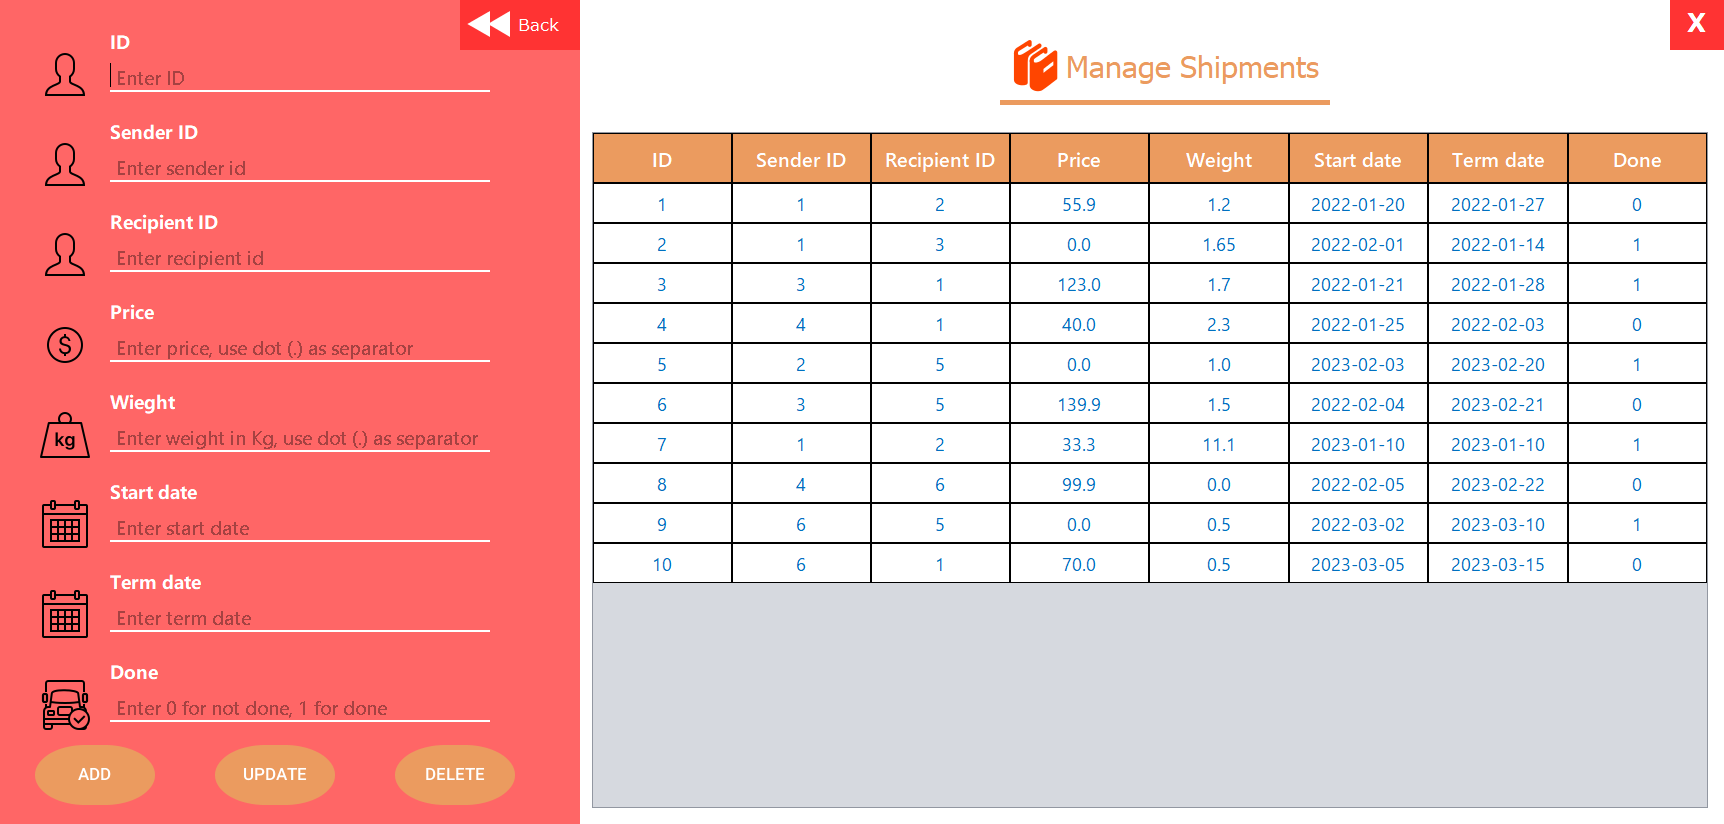 Back
X
ID
Enter ID
Sender ID
Enter sender id
Recipient ID
Enter recipient id
Price
$
Enter price, use dot (.) as separator
Wieght
kg
Enter weight in Kg, use dot (.) as separator
Start date
Enter start date
Term date
Enter term date
Done
Enter 0 for not done, 1 for done
ADD UPDATE DELETE
Manage Shipments
ID Sender ID Recipient ID Price Weight Start date Term date Done
1 1 2 55.9 1.2 2022-01-20 2022-01-27 0
2 1 3 0.0 1.65 2022-02-01 2022-01-14 1
3 3 1 123.0 1.7 2022-01-21 2022-01-28 1
4 4 1 40.0 2.3 2022-01-25 2022-02-03 0
5 2 5 0.0 1.0 2023-02-03 2023-02-20 1
6 3 5 139.9 1.5 2022-02-04 2023-02-21 0
7 1 2 33.3 11.1 2023-01-10 2023-01-10 1
8 4 6 99.9 0.0 2022-02-05 2023-02-22 0
9 6 5 0.0 0.5 2022-03-02 2023-03-10 1
10 6 1 70.0 0.5 2023-03-05 2023-03-15 0